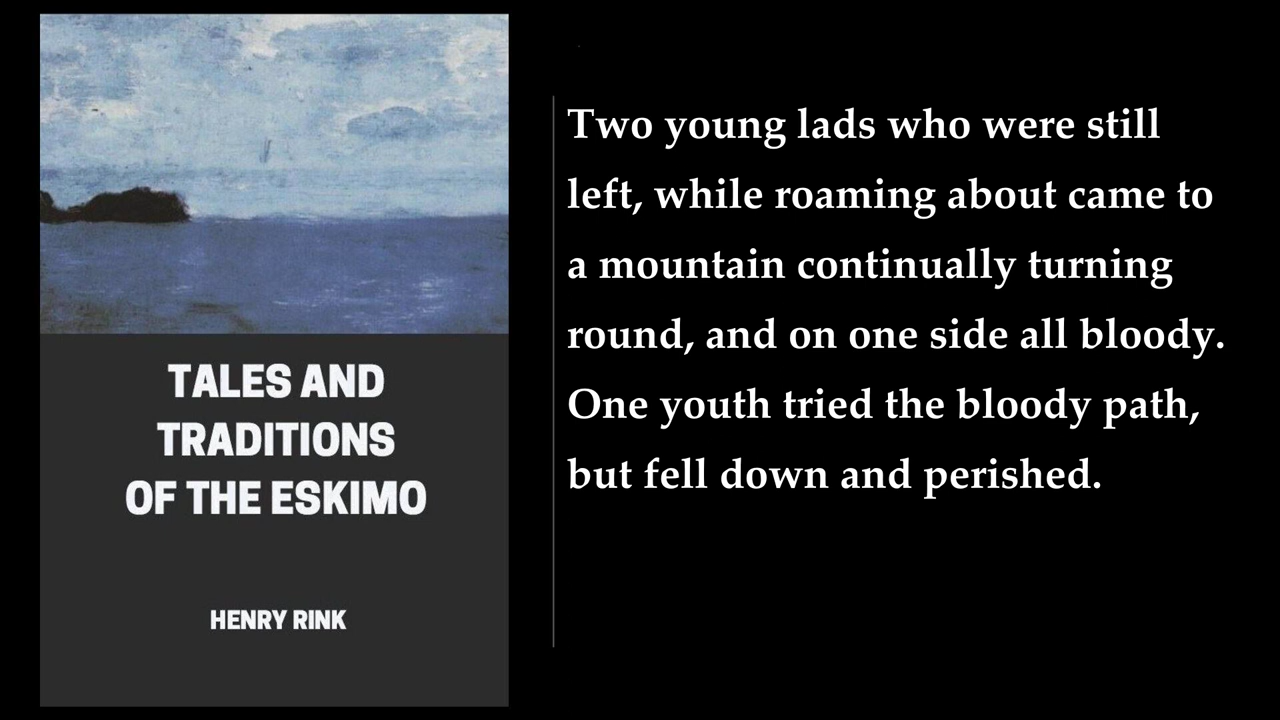 TALES AND
TRADITIONS
OF THE ESKIMO
HENRY RINK
Two young lads who were still
left, while roaming about came to
a mountain continually turning
round, and on one side all bloody.
One youth tried the bloody path,
but fell down and perished.